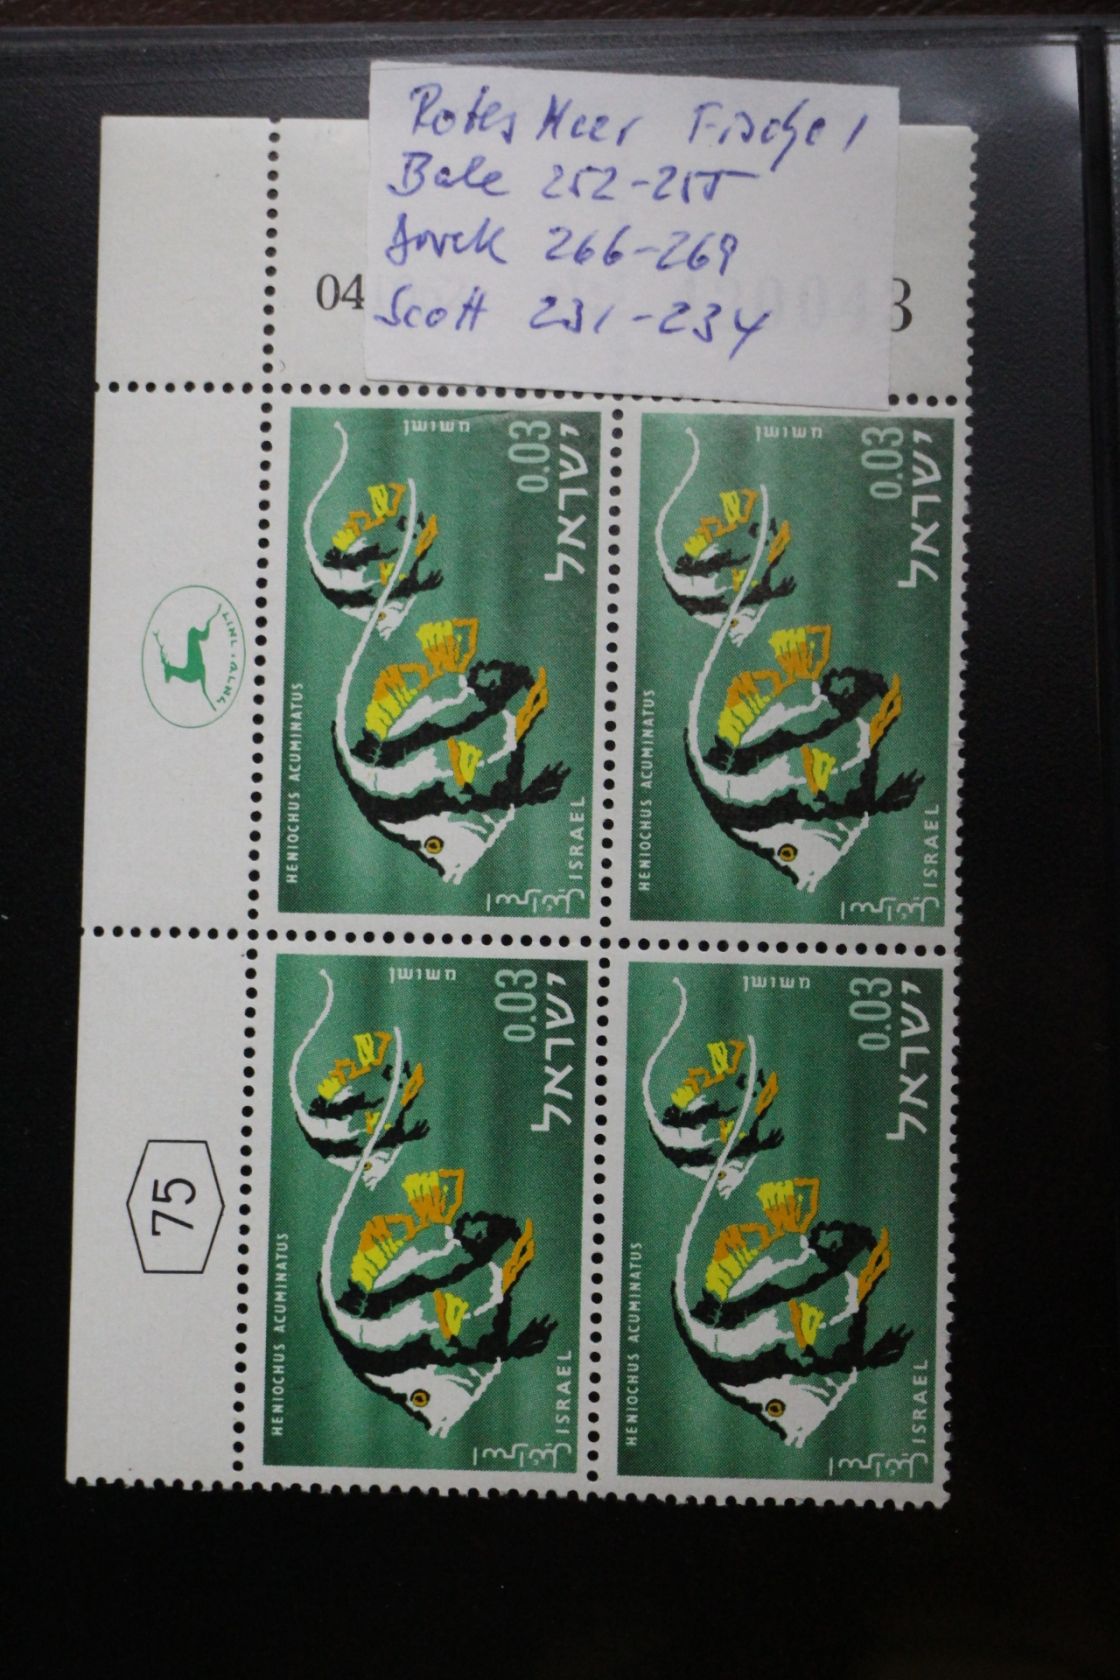 Rotes Meer Fische 1
Bale 252-255
266-269
Scott 231-234
04
8
משושן
0.03
ישראל
HENIOCHUS ACUMINATUS
ISRAEL
משושן
0.03
ישראל
HENIOCHUS ACUMINATUS
ISRAEL
משושן
0.03
ישראל
HENIOCHUS ACUMINATUS
ISRAEL
משושן
0.03
ישראל
HENIOCHUS ACUMINATUS
ISRAEL
75